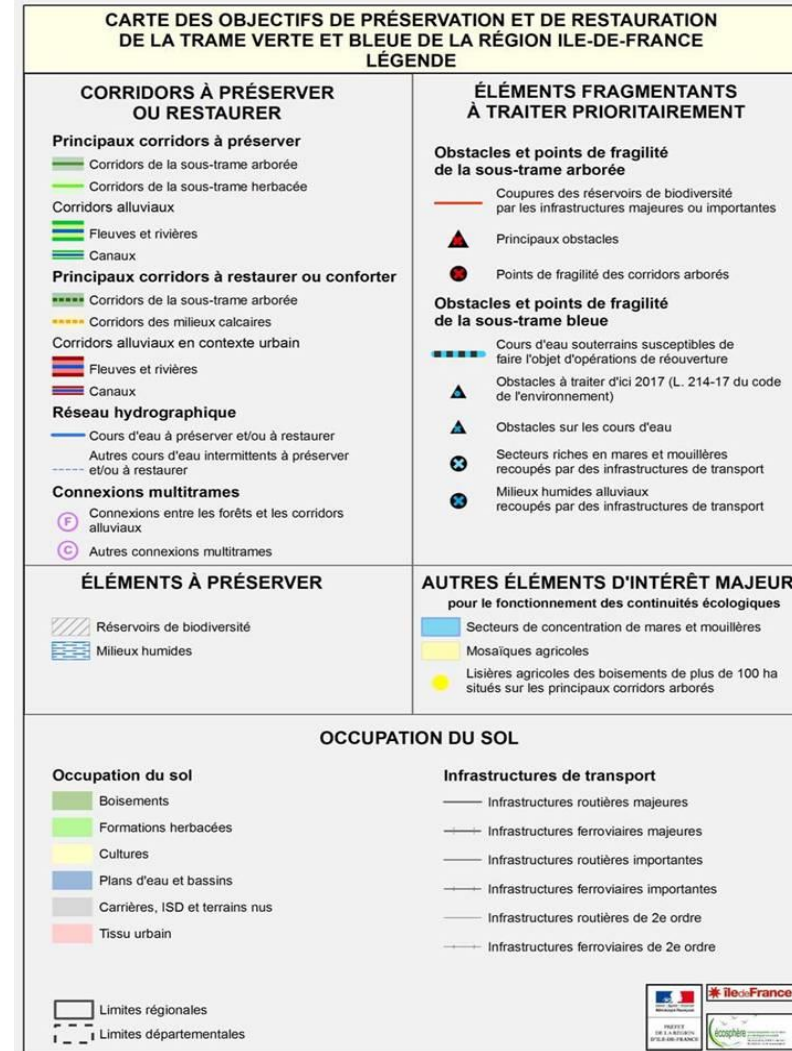 CARTE DES OBJECTIFS DE PRÉSERVATION ET DE RESTAURATION
DE LA TRAME VERTE ET BLEUE DE LA RÉGION ILE-DE-FRANCE
LÉGENDE
CORRIDORS À PRÉSERVER
OU RESTAURER
Principaux corridors à préserver
Corridors de la sous-trame arborée
Corridors de la sous-trame herbacée
Corridors alluviaux
Fleuves et rivières
Canaux
Principaux corridors à restaurer ou conforter
Corridors de la sous-trame arborée
Corridors des milieux calcaires
Corridors alluviaux en contexte urbain
Fleuves et rivières
Canaux
Réseau hydrographique
Cours d'eau à préserver et/ou à restaurer
Autres cours d'eau intermittents à préserver
et/ou à restaurer
Connexions multitrames
F
Connexions entre les forêts et les corridors
alluviaux
C
Autres connexions multitrames
ÉLÉMENTS FRAGMENTANTS
À TRAITER PRIORITAIREMENT
Obstacles et points de fragilité
de la sous-trame arborée
Coupures des réservoirs de biodiversité
par les infrastructures majeures ou importantes
Principaux obstacles
Points de fragilité des corridors arborés
Obstacles et points de fragilité
de la sous-trame bleue
Cours d'eau souterrains susceptibles de
faire l'objet d'opérations de réouverture
Obstacles à traiter d'ici 2017 (L. 214-17 du code
de l'environnement)
Obstacles sur les cours d'eau
Secteurs riches en mares et mouillères
recoupés par des infrastructures de transport
Milieux humides alluviaux
recoupés par des infrastructures de transport
ÉLÉMENTS À PRÉSERVER
Réservoirs de biodiversité
Milieux humides
AUTRES ÉLÉMENTS D'INTÉRÊT MAJEUR
pour le fonctionnement des continuités écologiques
Secteurs de concentration de mares et mouillères
Mosaïques agricoles
Lisières agricoles des boisements de plus de 100 ha
situés sur les principaux corridors arborés
OCCUPATION DU SOL
Occupation du sol
Boisements
Formations herbacées
Cultures
Plans d'eau et bassins
Carrières, ISD et terrains nus
Tissu urbain
Limites régionales
Limites départementales
Infrastructures de transport
Infrastructures routières majeures
Infrastructures ferroviaires majeures
Infrastructures routières importantes
Infrastructures ferroviaires importantes
Infrastructures routières de 2e ordre
Infrastructures ferroviaires de 2e ordre
PRÉFET
DE LA RÉGION
D'ILE-DE-FRANCE
îledeFrance
écosphère